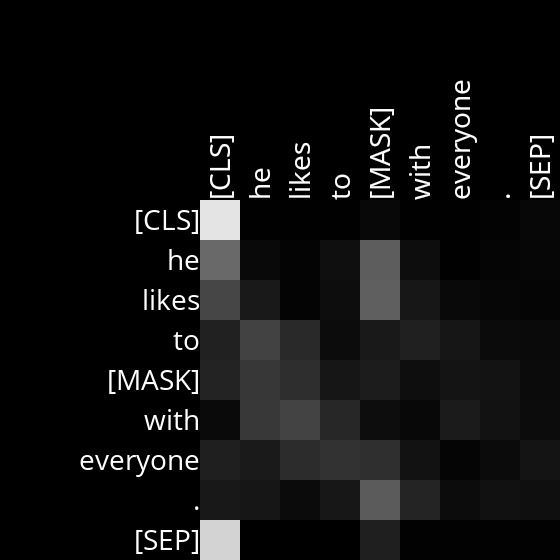 [CLS] he likes to [MASK] with everyone . [SEP]
[CLS]
he
likes
to
[MASK]
with
everyone
.
[SEP]